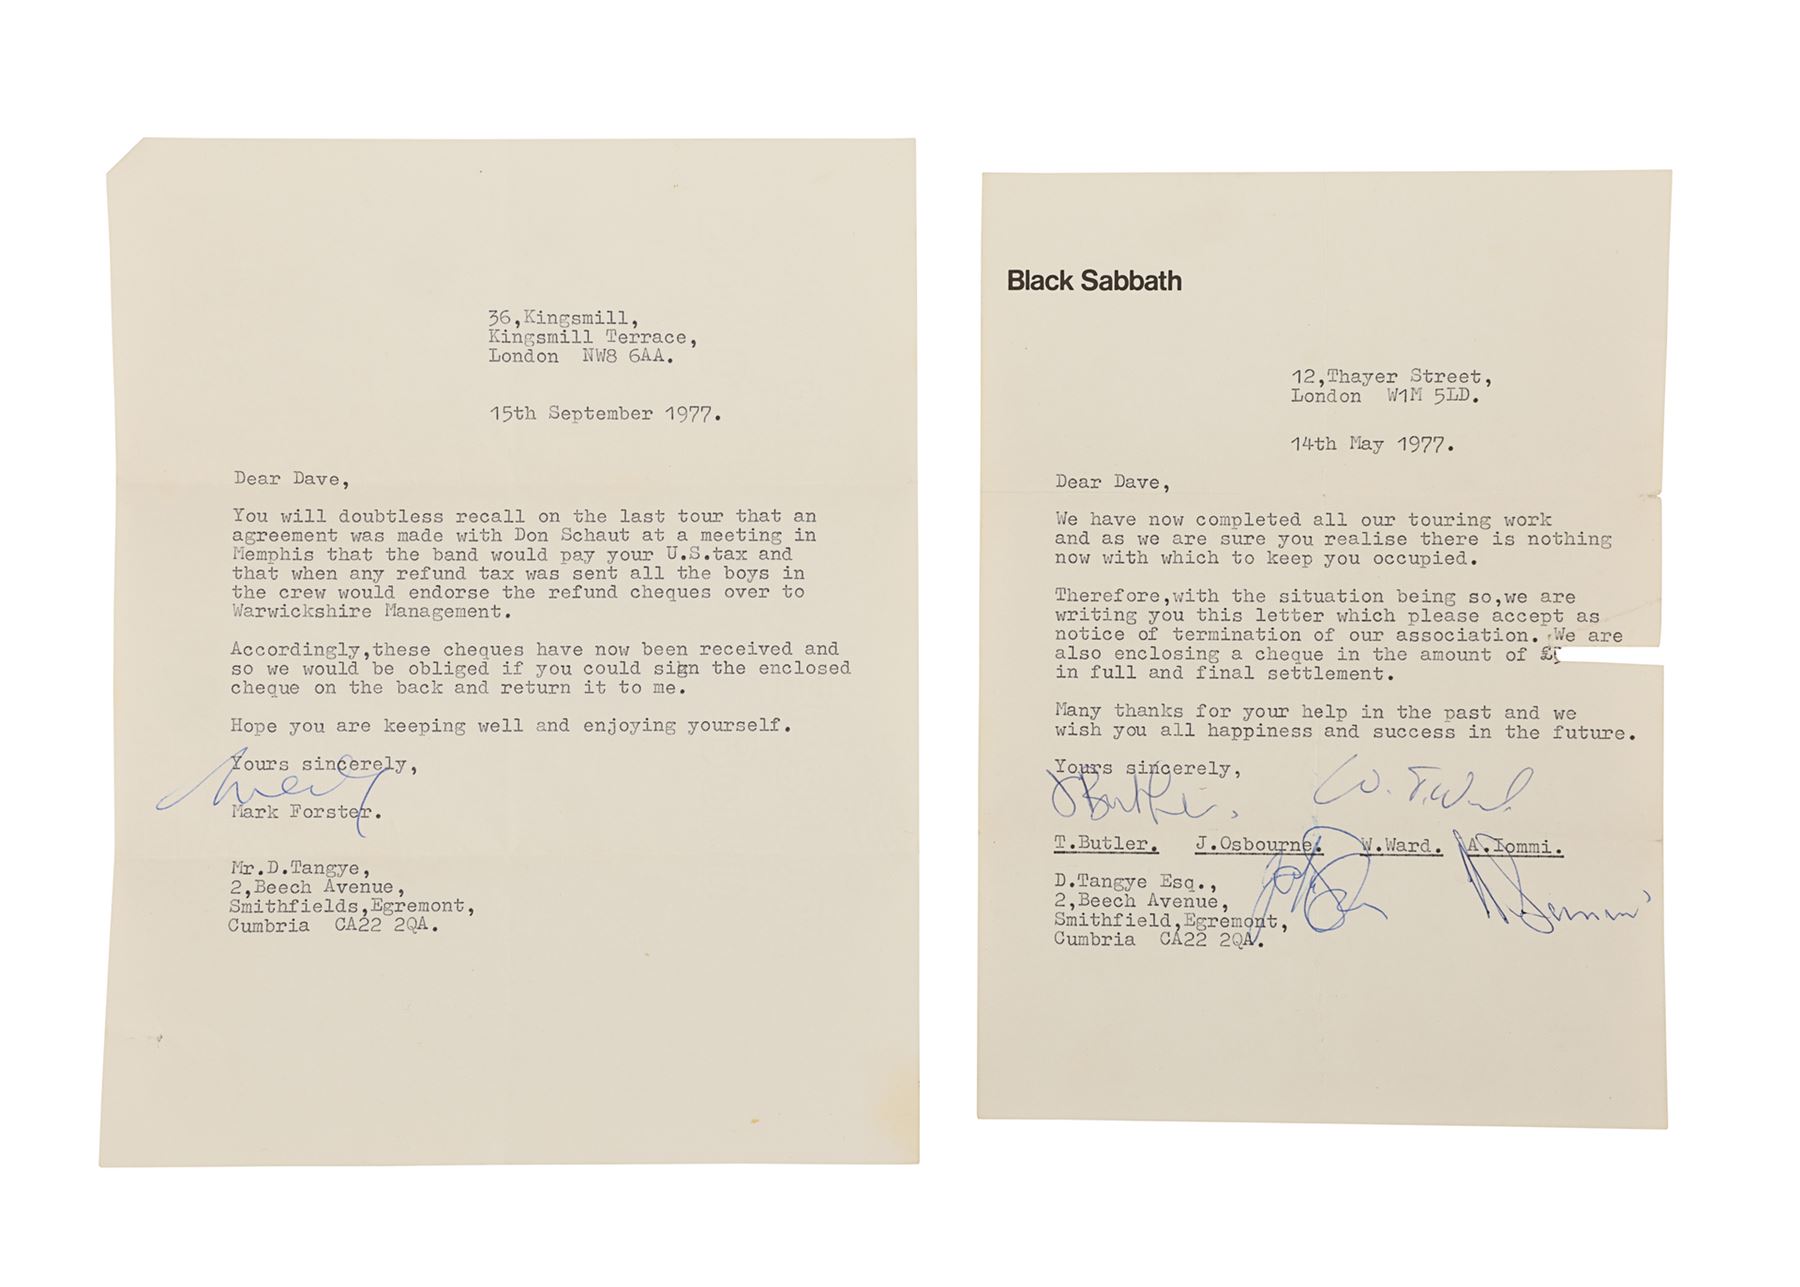 36,Kingsmill,
Kingsmill Terrace,
London NW8 6AA.
15th September 1977.
Dear Dave,
You will doubtless recall on the last tour that an
agreement was made with Don Schaut at a meeting in
Memphis that the band would pay your U.S.tax and
that when any refund tax was sent all the boys in
the crew would endorse the refund cheques over to
Warwickshire Management.
Accordingly,these cheques have now been received and
so we would be obliged if you could sign the enclosed
cheque on the back and return it to me.
Hope you are keeping well and enjoying yourself.
Yours sincerely,
Mark Forster.
Mr.D.Tangye,
2,Beech Avenue,
Smithfields,Egremont,
Cumbria CA22 2QA.
Black Sabbath
12,Thayer Street,
London W1M 5LD.
14th May 1977.
Dear Dave,
We have now completed all our touring work
and as we are sure you realise there is nothing
now with which to keep you occupied.
Therefore,with the situation being so,we are
writing you this letter which please accept as
notice of termination of our association. We are
also enclosing a cheque in the amount of £
in full and final settlement.
Many thanks for your help in the past and we
wish you all happiness and success in the future.
Yours sincerely,
T.Butler. J.Osbourne. W.Ward. A.Iommi.
D.Tangye Esq.,
2,Beech Avenue,
Smithfield,Egremont,
Cumbria CA22 2QA.